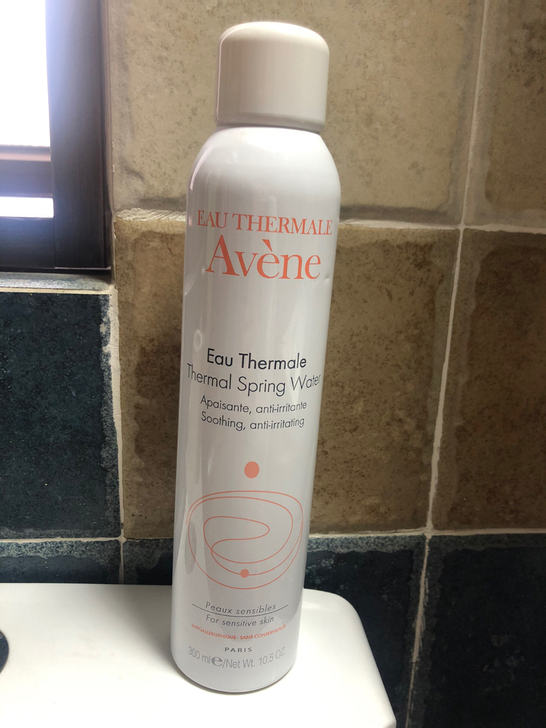 EAU THERMALE
Avène
Eau Thermale
Thermal Spring Water
Apaisante, anti-irritante
Soothing, anti-irritating
Peaux sensibles
For sensitive skin
PARIS
300 ml e/Net Wt. 10.5 OZ.